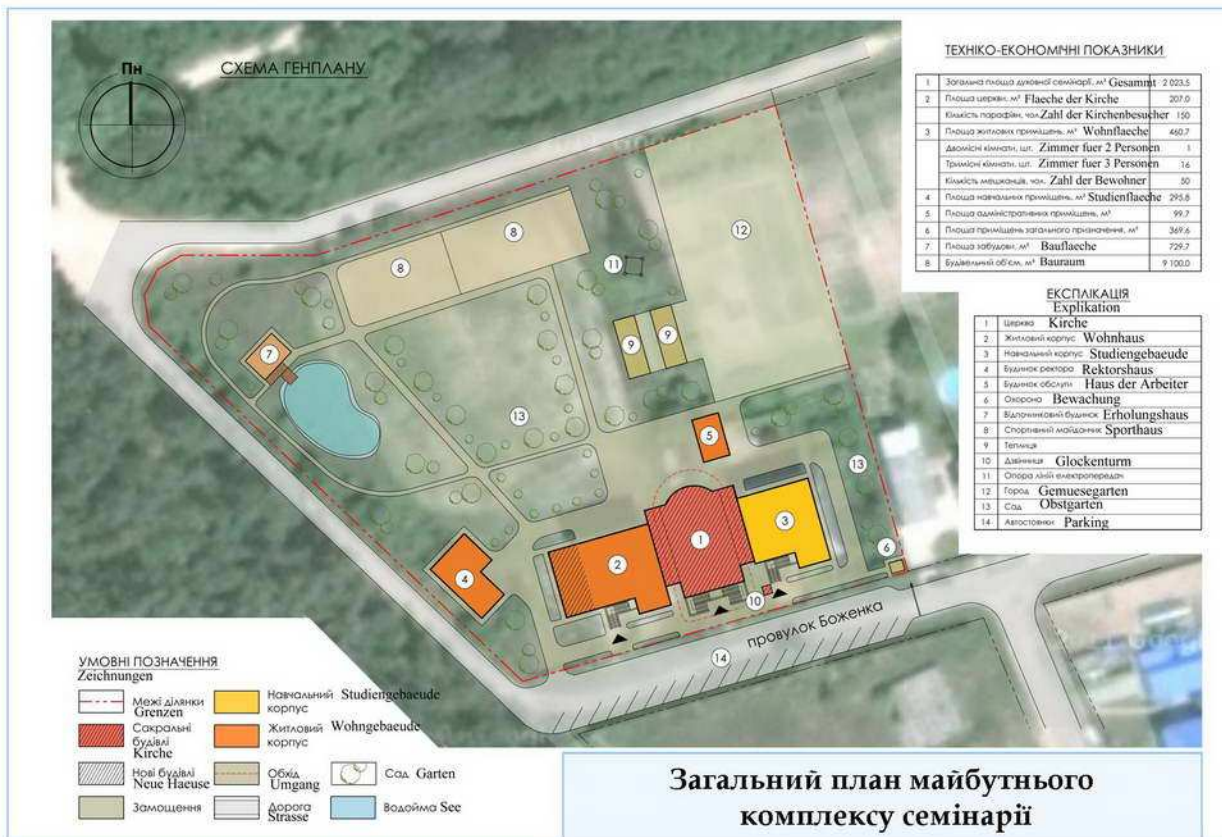 СХЕМА ГЕНПЛАНУ
Пн
ТЕХНІКО-ЕКОНОМІЧНІ ПОКАЗНИКИ
1 Загальна площа духовної семінарії, м² Gesammt 2 023,5
2 Площа церкви, м² Flaeche der Kirche 207,0
Кількість парафіян, чол. Zahl der Kirchenbesucher 150
3 Площа житлових приміщень, м² Wohnflaeche 460,7
Двомісні кімнати, шт. Zimmer fuer 2 Personen 1
Тримісні кімнати, шт. Zimmer fuer 3 Personen 16
Кількість мешканців, чол. Zahl der Bewohner 50
4 Площа навчальних приміщень, м² Studienflaeche 295,8
5 Площа адміністративних приміщень, м² 99,7
6 Площа приміщень загального призначення, м² 369,6
7 Площа забудови, м² Bauflaeche 729,7
8 Будівельний об'єм, м³ Bauraum 9 100,0
ЕКСПЛІКАЦІЯ
Explikation
1 Церква Kirche
2 Житловий корпус Wohnhaus
3 Навчальний корпус Studiengebaeude
4 Будинок ректора Rektorshaus
5 Будинок обслуги Haus der Arbeiter
6 Охорона Bewachung
7 Відпочинковий будинок Erholungshaus
8 Спортивний майданчик Sporthaus
9 Теплиця
10 Дзвінниця Glockenturm
11 Опора ліній електропередач
12 Город Gemuesegarten
13 Сад Obstgarten
14 Автостоянки Parking
8
8
12
11
9
9
7
13
5
13
3
1
2
4
6
10
14
провулок Боженка
УМОВНІ ПОЗНАЧЕННЯ
Zeichnungen
Межі ділянки
Grenzen
Навчальний Studiengebaeude
корпус
Сакральні
будівлі
Kirche
Житловий Wohngebaeude
корпус
Нові будівлі
Neue Haeuse
Обхід
Umgang
Сад Garten
Замощення
Дорога
Strasse
Водойма See
Загальний план майбутнього
комплексу семінарії